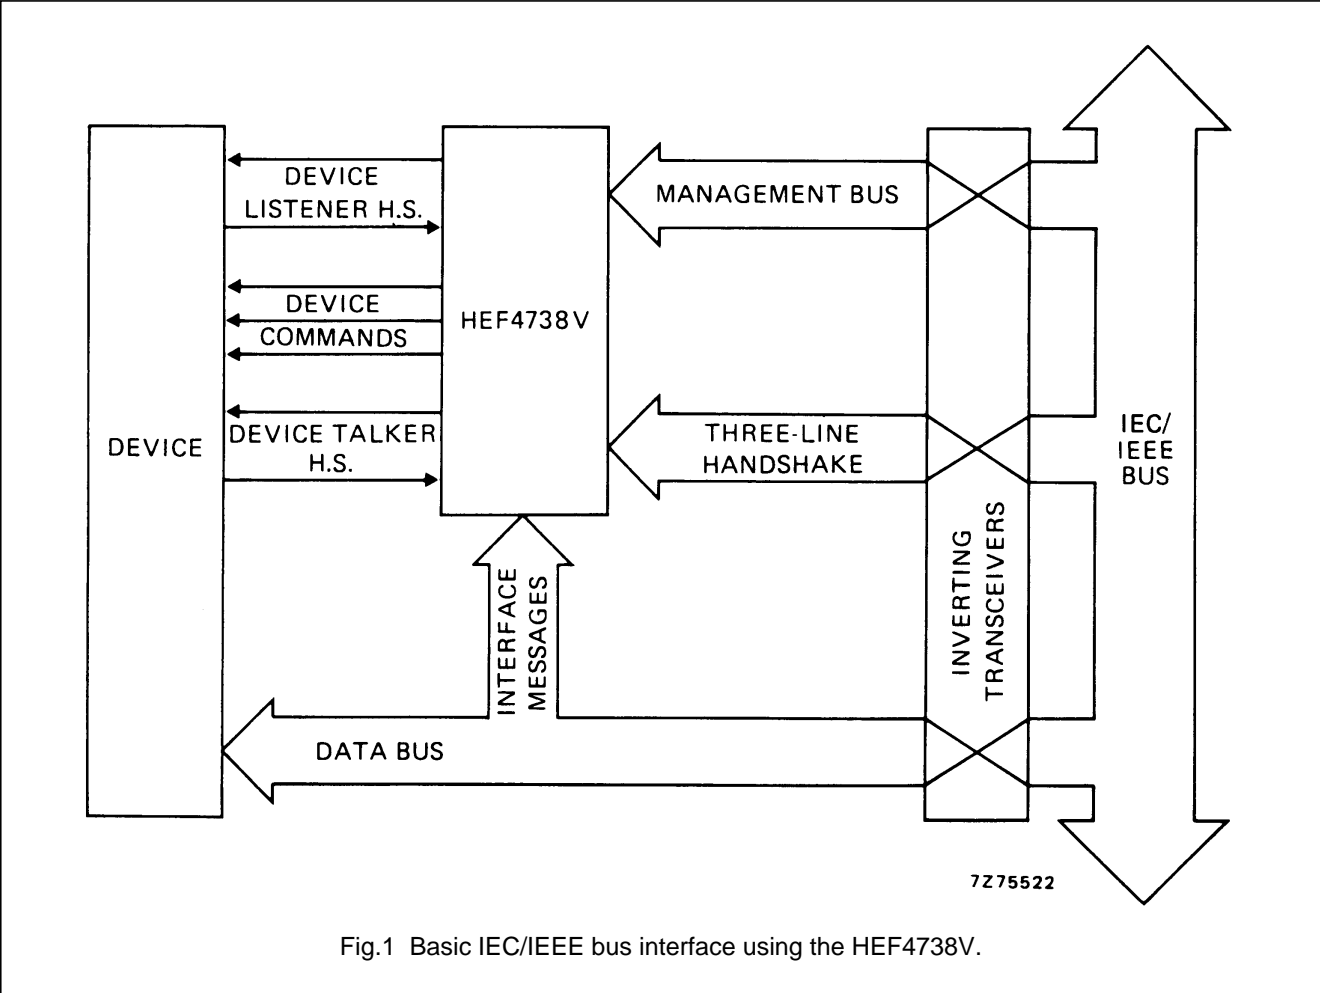 DEVICE
LISTENER H.S.
DEVICE
COMMANDS
DEVICE TALKER
H.S.
DEVICE
HEF4738V
MANAGEMENT BUS
THREE-LINE
HANDSHAKE
IEC/
IEEE
BUS
INVERTING
TRANSCEIVERS
INTERFACE
MESSAGES
DATA BUS
7Z75522
Fig.1 Basic IEC/IEEE bus interface using the HEF4738V.